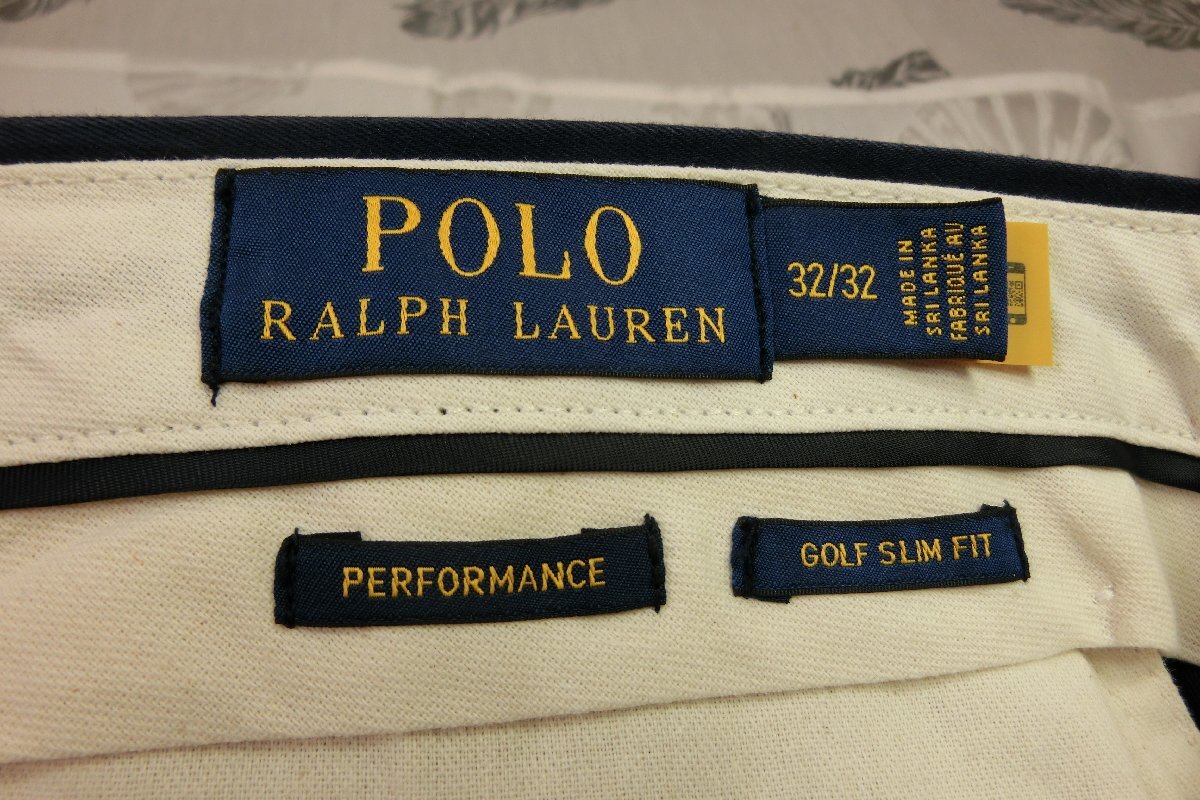 POLO
RALPH LAUREN
32/32
MADE IN
SRI LANKA
FABRIQUÉ AU
SRI LANKA
PERFORMANCE
GOLF SLIM FIT